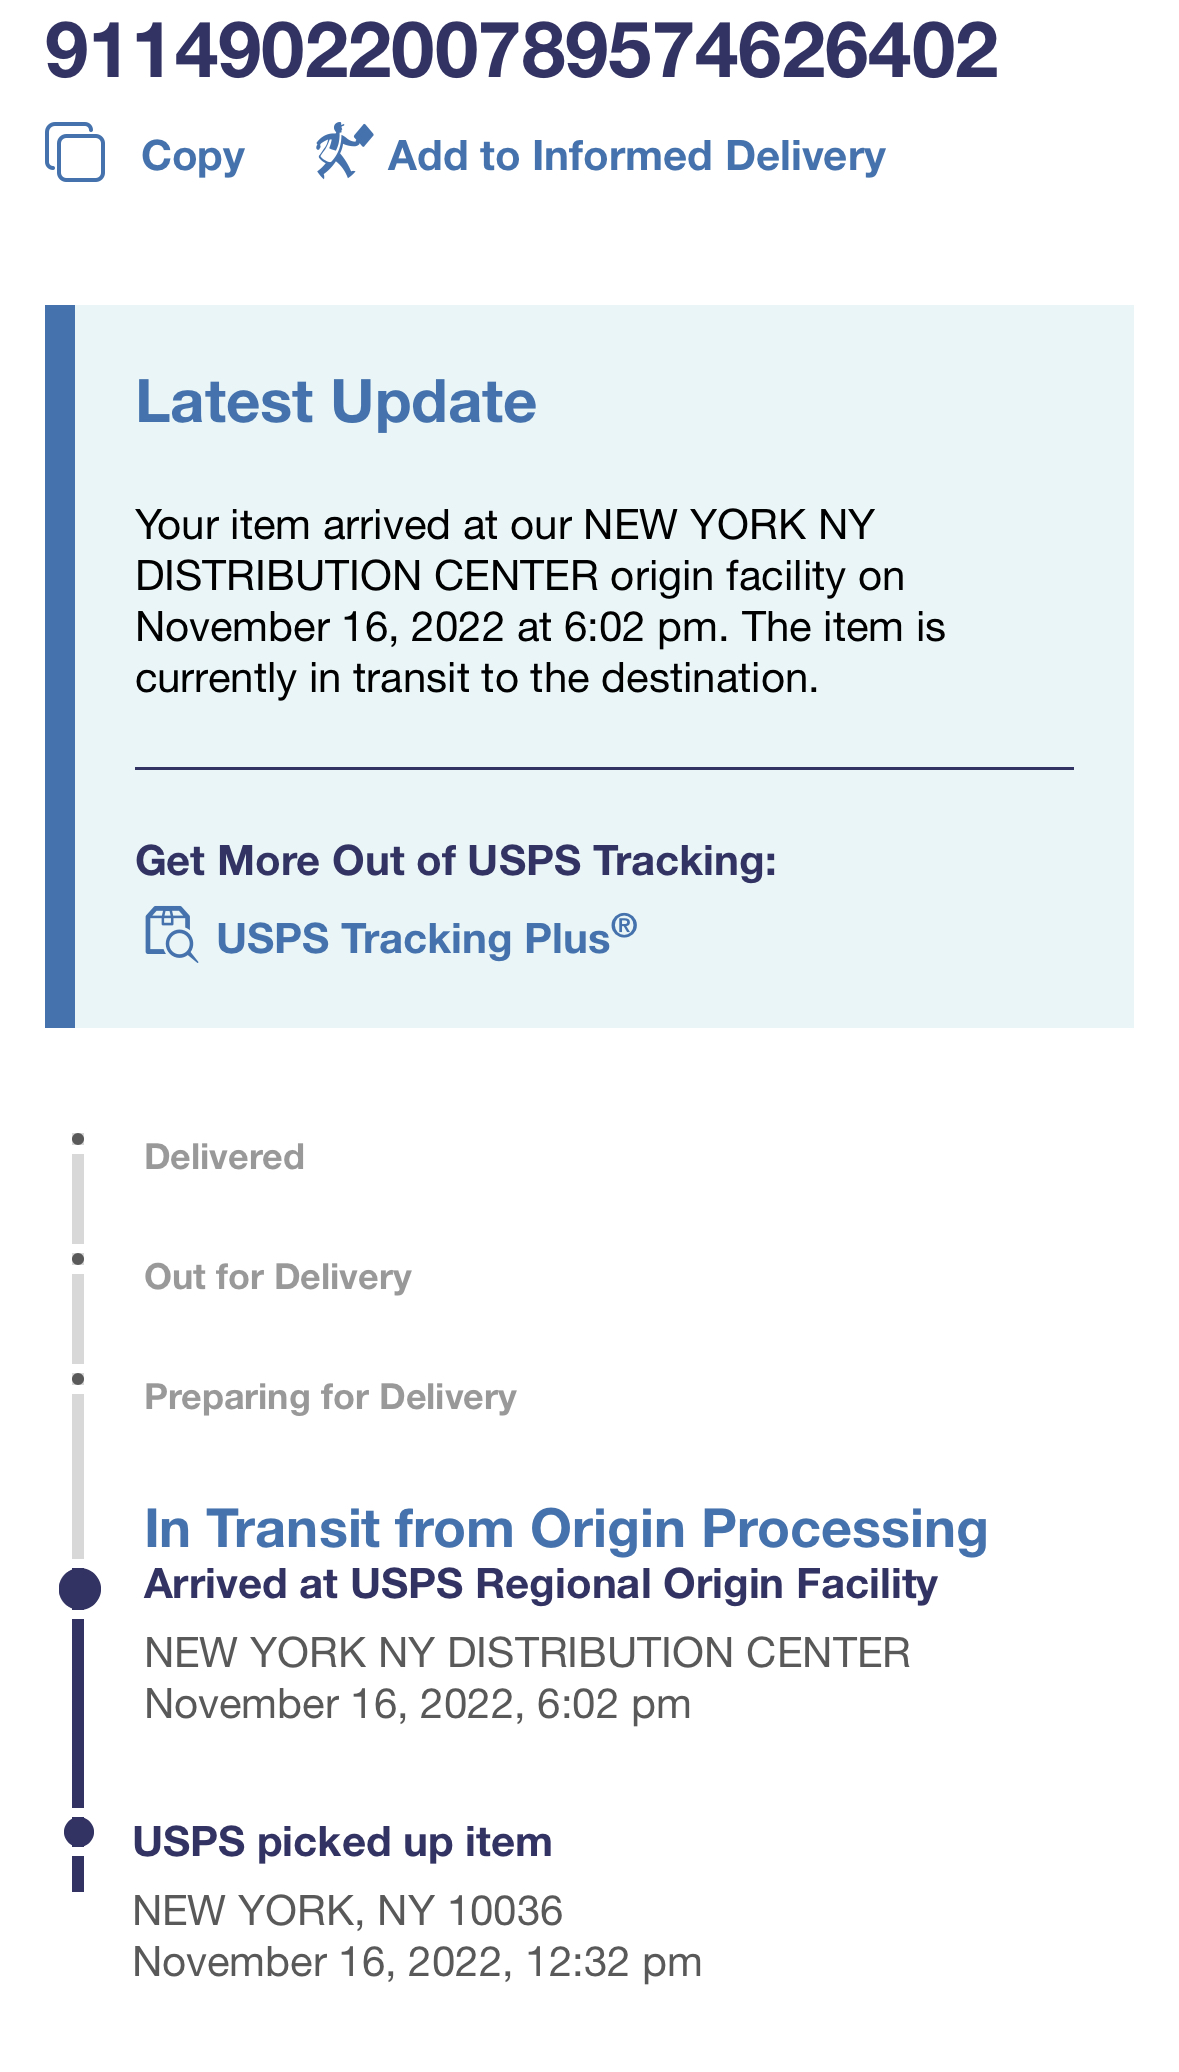 9114902200789574626402
Copy Add to Informed Delivery
Latest Update
Your item arrived at our NEW YORK NY
DISTRIBUTION CENTER origin facility on
November 16, 2022 at 6:02 pm. The item is
currently in transit to the destination.
Get More Out of USPS Tracking:
USPS Tracking Plus®
Delivered
Out for Delivery
Preparing for Delivery
In Transit from Origin Processing
Arrived at USPS Regional Origin Facility
NEW YORK NY DISTRIBUTION CENTER
November 16, 2022, 6:02 pm
USPS picked up item
NEW YORK, NY 10036
November 16, 2022, 12:32 pm